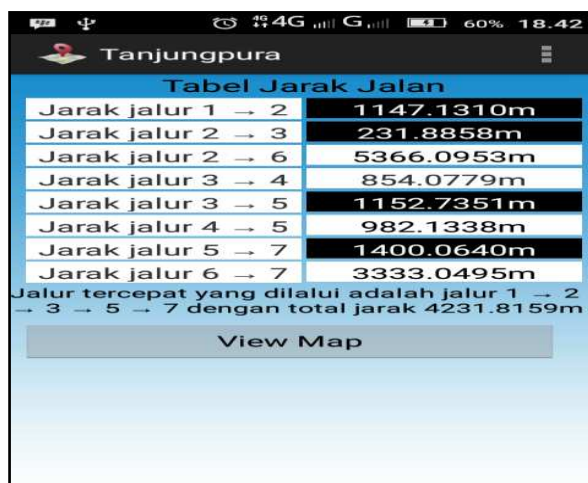 4G 4G G 60% 18.42
Tanjungpura
Tabel Jarak Jalan
Jarak jalur 1 → 2 1147.1310m
Jarak jalur 2 → 3 231.8858m
Jarak jalur 2 → 6 5366.0953m
Jarak jalur 3 → 4 854.0779m
Jarak jalur 3 → 5 1152.7351m
Jarak jalur 4 → 5 982.1338m
Jarak jalur 5 → 7 1400.0640m
Jarak jalur 6 → 7 3333.0495m
Jalur tercepat yang dilalui adalah jalur 1 → 2
→ 3 → 5 → 7 dengan total jarak 4231.8159m
View Map